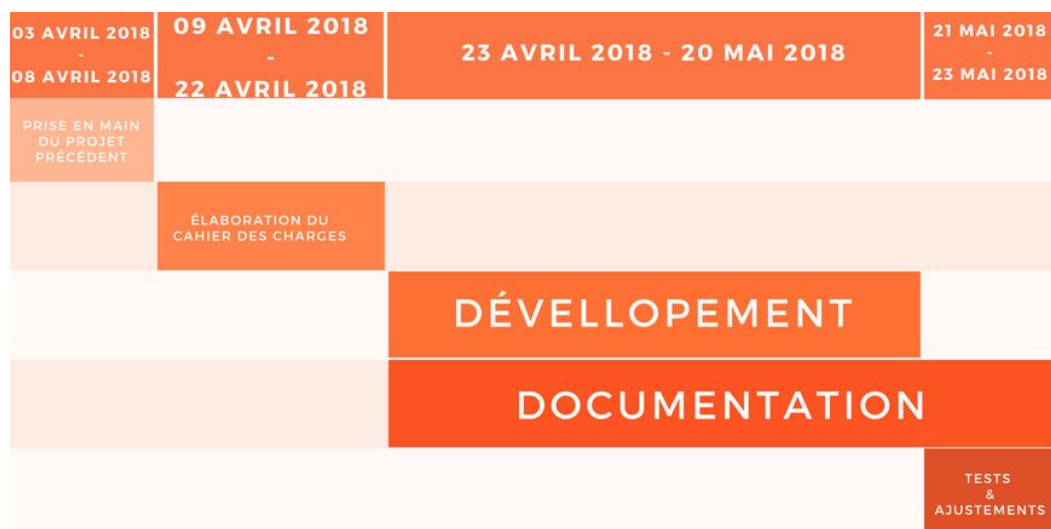 03 AVRIL 2018
-
08 AVRIL 2018
09 AVRIL 2018
-
22 AVRIL 2018
23 AVRIL 2018 - 20 MAI 2018
21 MAI 2018
-
23 MAI 2018
PRISE EN MAIN
DU PROJET
PRÉCÉDENT
ÉLABORATION DU
CAHIER DES CHARGES
DÉVELLOPEMENT
DOCUMENTATION
TESTS
&
AJUSTEMENTS